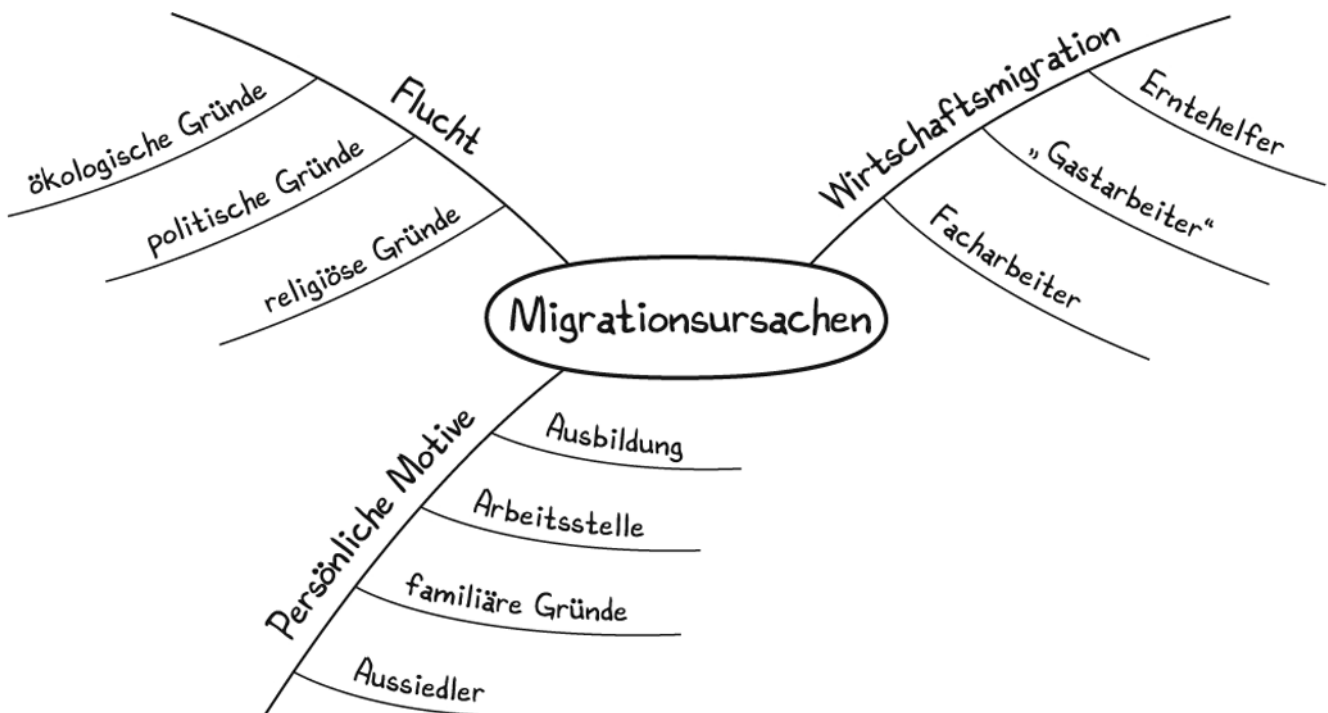 Migrationsursachen
Flucht
ökologische Gründe
politische Gründe
religiöse Gründe
Wirtschaftsmigration
Erntehelfer
„Gastarbeiter“
Facharbeiter
Persönliche Motive
Ausbildung
Arbeitsstelle
familiäre Gründe
Aussiedler